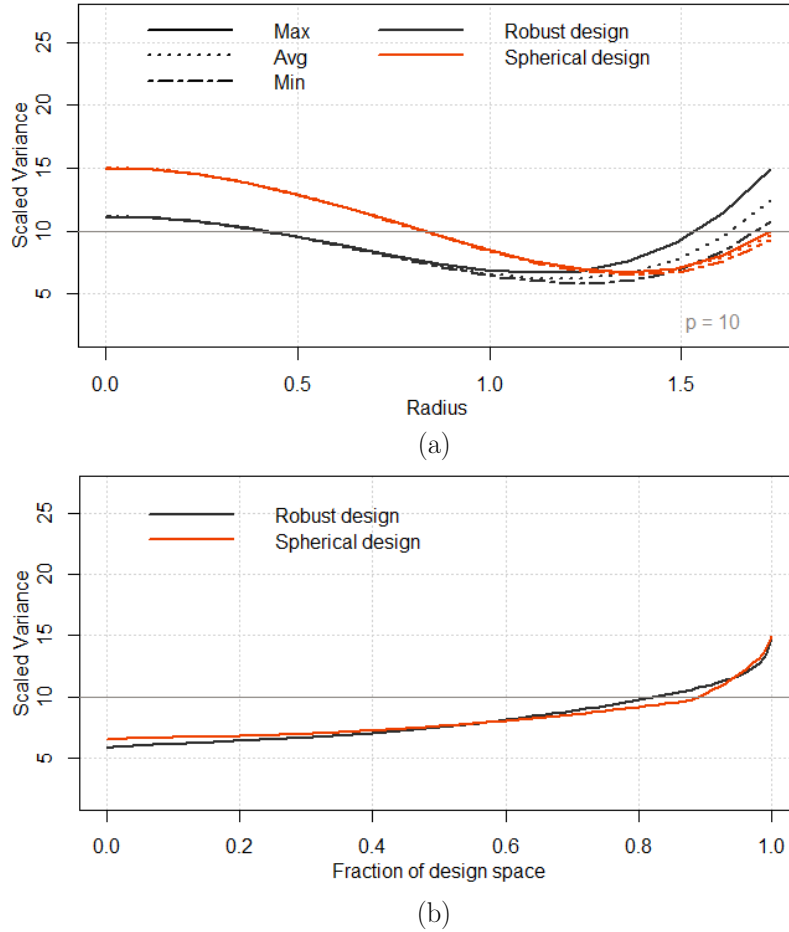 Max
Avg
Min
Robust design
Spherical design
Scaled Variance
25
20
15
10
5
p = 10
0.0 0.5 1.0 1.5
Radius
(a)
Robust design
Spherical design
Scaled Variance
25
20
15
10
5
0.0 0.2 0.4 0.6 0.8 1.0
Fraction of design space
(b)